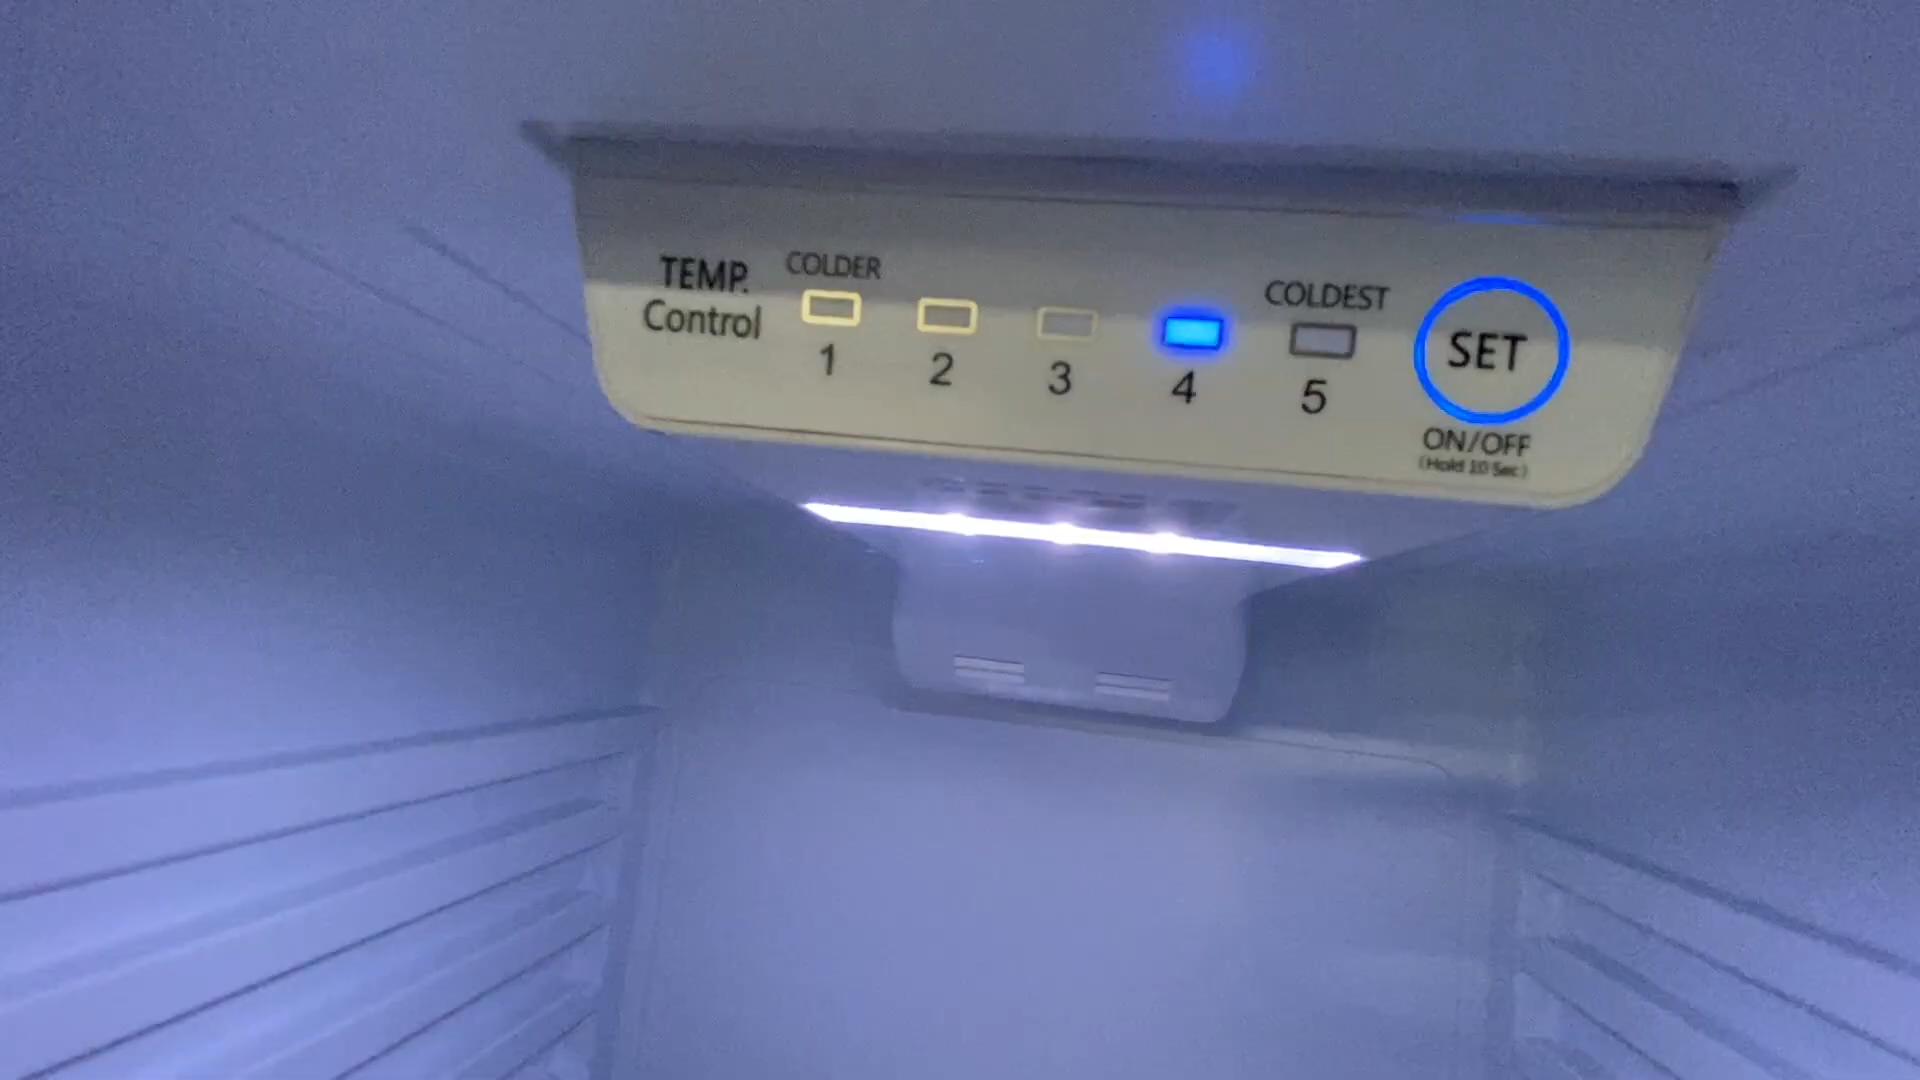 TEMP.
Control
COLDER
1
2
3
4
COLDEST
5
SET
ON/OFF
(Hold 10 Sec)